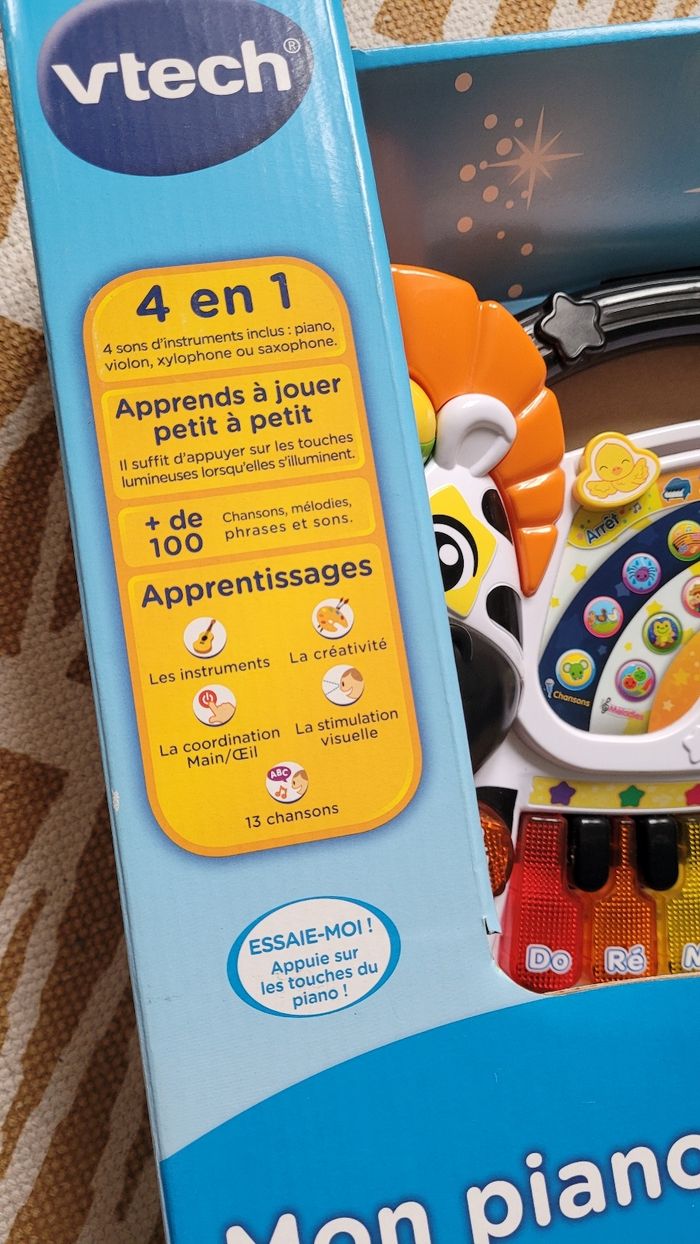 vtech®
4 en 1
4 sons d'instruments inclus : piano,
violon, xylophone ou saxophone.
Apprends à jouer
petit à petit
Il suffit d'appuyer sur les touches
lumineuses lorsqu'elles s'illuminent.
+ de
100
Chansons, mélodies,
phrases et sons.
Apprentissages
Les instruments
La créativité
La coordination
Main/Œil
La stimulation
visuelle
ABC
13 chansons
ESSAIE-MOI !
Appuie sur
les touches du
piano !
Arrêt
Chansons
Mélodies
Do
Ré
Mon piano